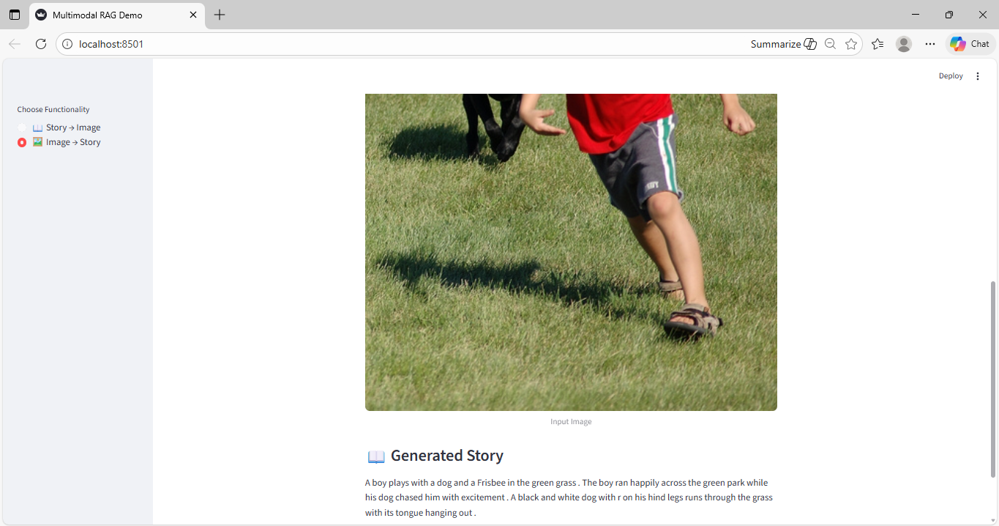 Multimodal RAG Demo
localhost:8501
Summarize
Chat
Deploy
Choose Functionality
Story → Image
Image → Story
Input Image
Generated Story
A boy plays with a dog and a Frisbee in the green grass . The boy ran happily across the green park while
his dog chased him with excitement . A black and white dog with r on his hind legs runs through the grass
with its tongue hanging out .